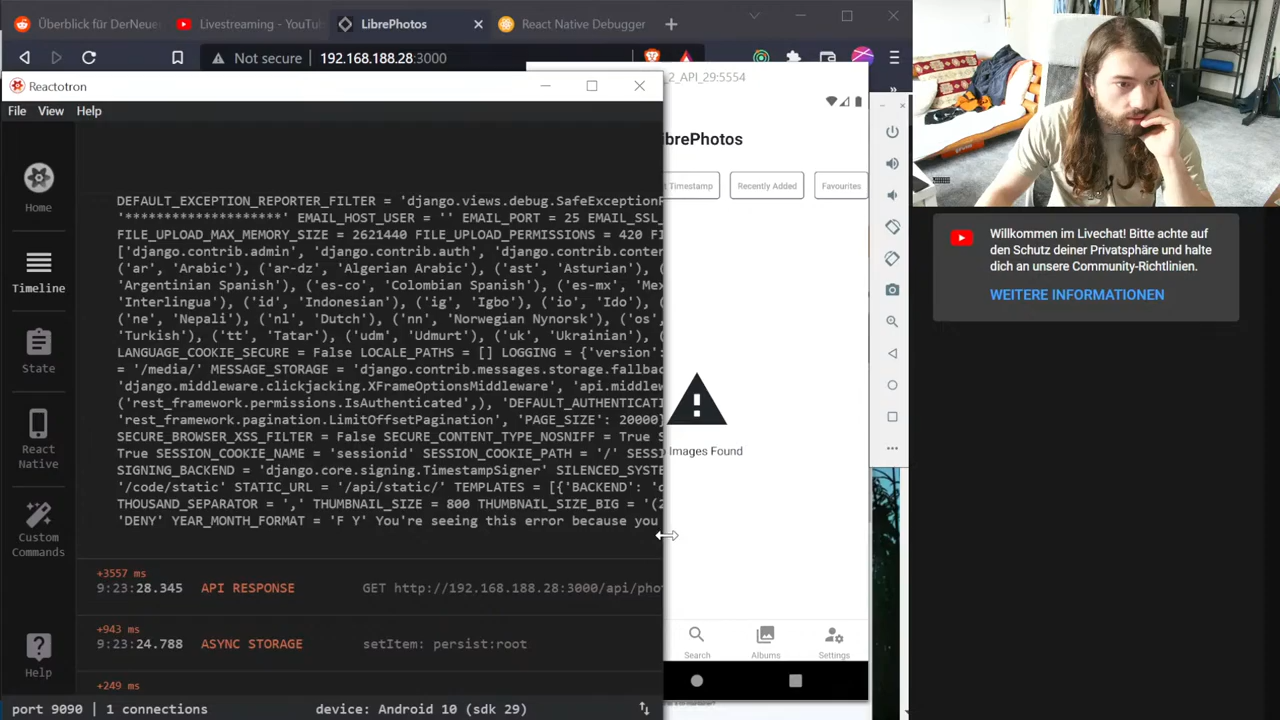 Überblick für DerNeue
Livestreaming - YouTu
LibrePhotos
React Native Debugger
Not secure
192.168.188.28:3000
Reactotron
File View Help
Home
Timeline
State
React
Native
Custom
Commands
Help
DEFAULT_EXCEPTION_REPORTER_FILTER = 'django.views.debug.SafeExceptionF
'********************' EMAIL_HOST_USER = '' EMAIL_PORT = 25 EMAIL_SSL
FILE_UPLOAD_MAX_MEMORY_SIZE = 2621440 FILE_UPLOAD_PERMISSIONS = 420 FI
['django.contrib.admin', 'django.contrib.auth', 'django.contrib.conter
('ar', 'Arabic'), ('ar-dz', 'Algerian Arabic'), ('ast', 'Asturian'), (
'Argentinian Spanish'), ('es-co', 'Colombian Spanish'), ('es-mx', 'Mex
'Interlingua'), ('id', 'Indonesian'), ('ig', 'Igbo'), ('io', 'Ido'), (
('ne', 'Nepali'), ('nl', 'Dutch'), ('nn', 'Norwegian Nynorsk'), ('os',
'Turkish'), ('tt', 'Tatar'), ('udm', 'Udmurt'), ('uk', 'Ukrainian'), (
LANGUAGE_COOKIE_SECURE = False LOCALE_PATHS = [] LOGGING = {'version':
= '/media/' MESSAGE_STORAGE = 'django.contrib.messages.storage.fallbac
'django.middleware.clickjacking.XFrameOptionsMiddleware', 'api.middlew
('rest_framework.permissions.IsAuthenticated',), 'DEFAULT_AUTHENTICATI
'rest_framework.pagination.LimitOffsetPagination', 'PAGE_SIZE': 20000}
SECURE_BROWSER_XSS_FILTER = False SECURE_CONTENT_TYPE_NOSNIFF = True S
True SESSION_COOKIE_NAME = 'sessionid' SESSION_COOKIE_PATH = '/' SESSI
SIGNING_BACKEND = 'django.core.signing.TimestampSigner' SILENCED_SYSTE
'/code/static' STATIC_URL = '/api/static/' TEMPLATES = [{'BACKEND': 'd
THOUSAND_SEPARATOR = ',' THUMBNAIL_SIZE = 800 THUMBNAIL_SIZE_BIG = '(2
'DENY' YEAR_MONTH_FORMAT = 'F Y' You're seeing this error because you
+3557 ms
9:23:28.345 API RESPONSE GET http://192.168.188.28:3000/api/pho
+943 ms
9:23:24.788 ASYNC STORAGE setItem: persist:root
+249 ms
port 9090 | 1 connections device: Android 10 (sdk 29)
2_API_29:5554
ibrePhotos
t Timestamp
Recently Added
Favourites
Images Found
Search
Albums
Settings
Willkommen im Livechat! Bitte achte auf
den Schutz deiner Privatsphäre und halte
dich an unsere Community-Richtlinien.
WEITERE INFORMATIONEN